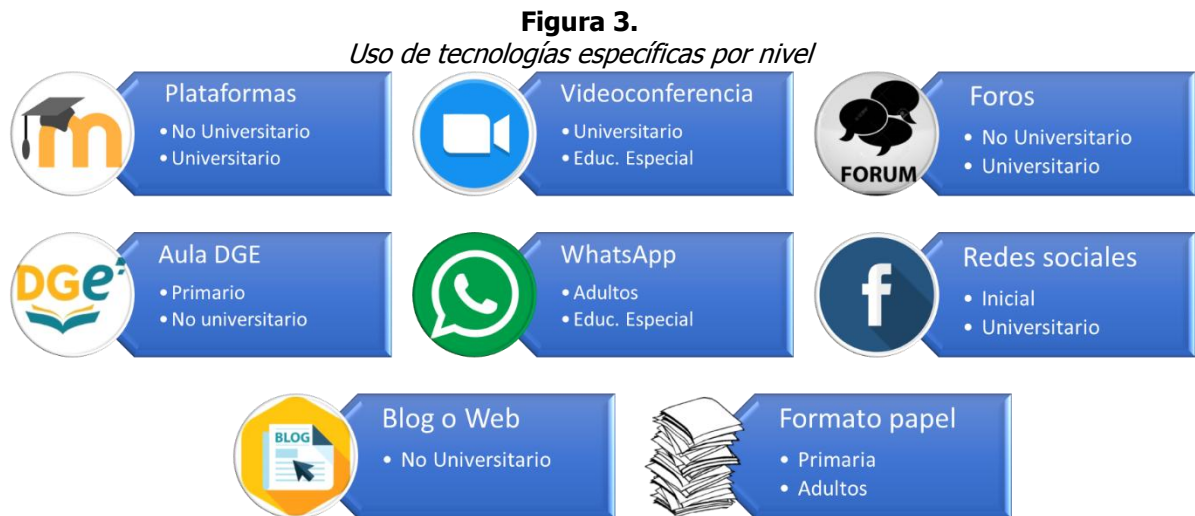 Figura 3.
Uso de tecnologías específicas por nivel
m
Plataformas
• No Universitario
• Universitario
Videoconferencia
• Universitario
• Educ. Especial
FORUM
Foros
• No Universitario
• Universitario
DGe
Aula DGE
• Primario
• No universitario
WhatsApp
• Adultos
• Educ. Especial
f
Redes sociales
• Inicial
• Universitario
BLOG
Blog o Web
• No Universitario
Formato papel
• Primaria
• Adultos